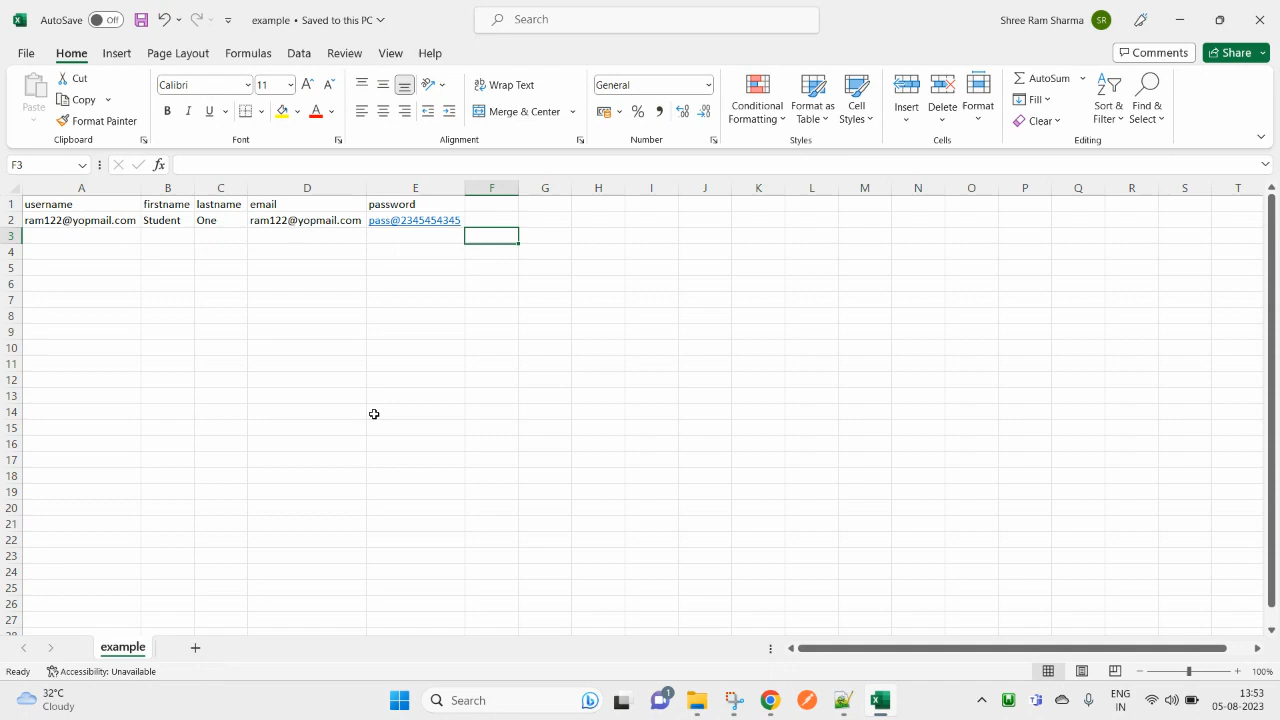 AutoSave Off example • Saved to this PC Search Shree Ram Sharma SR
File Home Insert Page Layout Formulas Data Review View Help Comments Share
Paste Cut Copy Format Painter Clipboard
Calibri 11 B I U A Font
Wrap Text Merge & Center Alignment
General % , Number
Conditional Formatting Format as Table Cell Styles Styles
Insert Delete Format Cells
AutoSum Fill Clear Sort & Filter Find & Select Editing
F3 fx
A B C D E F G H I J K L M N O P Q R S T
1 username firstname lastname email password
2 ram122@yopmail.com Student One ram122@yopmail.com pass@2345454345
3
4
5
6
7
8
9
10
11
12
13
14
15
16
17
18
19
20
21
22
23
24
25
26
27
28
example
Ready Accessibility: Unavailable 100%
32°C Cloudy Search 1 ENG IN 13:53 05-08-2023